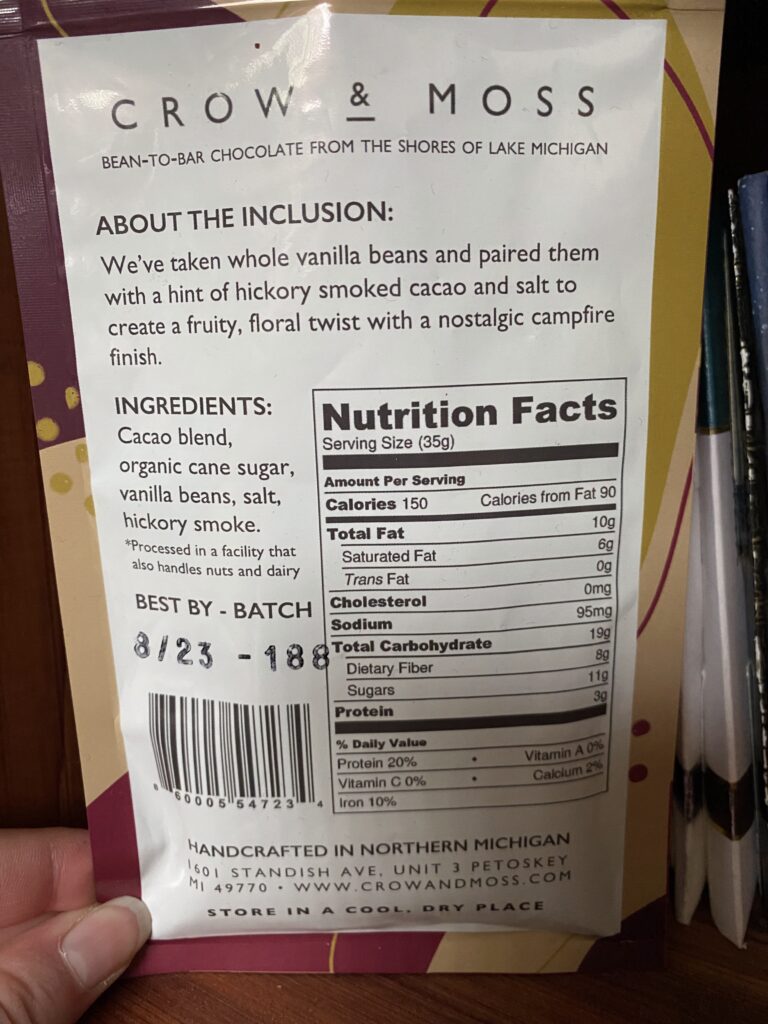 CROW & MOSS
BEAN-TO-BAR CHOCOLATE FROM THE SHORES OF LAKE MICHIGAN
ABOUT THE INCLUSION:
We've taken whole vanilla beans and paired them
with a hint of hickory smoked cacao and salt to
create a fruity, floral twist with a nostalgic campfire
finish.
INGREDIENTS:
Cacao blend,
organic cane sugar,
vanilla beans, salt,
hickory smoke.
*Processed in a facility that
also handles nuts and dairy
BEST BY - BATCH
8/23 - 188
60005 54723 4
Nutrition Facts
Serving Size (35g)
Amount Per Serving
Calories 150 Calories from Fat 90
Total Fat 10g
Saturated Fat 6g
Trans Fat 0g
Cholesterol 0mg
Sodium 95mg
Total Carbohydrate 19g
Dietary Fiber 8g
Sugars 11g
Protein 3g
% Daily Value
Protein 20% • Vitamin A 0%
Vitamin C 0% • Calcium 2%
Iron 10%
HANDCRAFTED IN NORTHERN MICHIGAN
1601 STANDISH AVE, UNIT 3 PETOSKEY
MI 49770 • WWW.CROWANDMOSS.COM
STORE IN A COOL, DRY PLACE